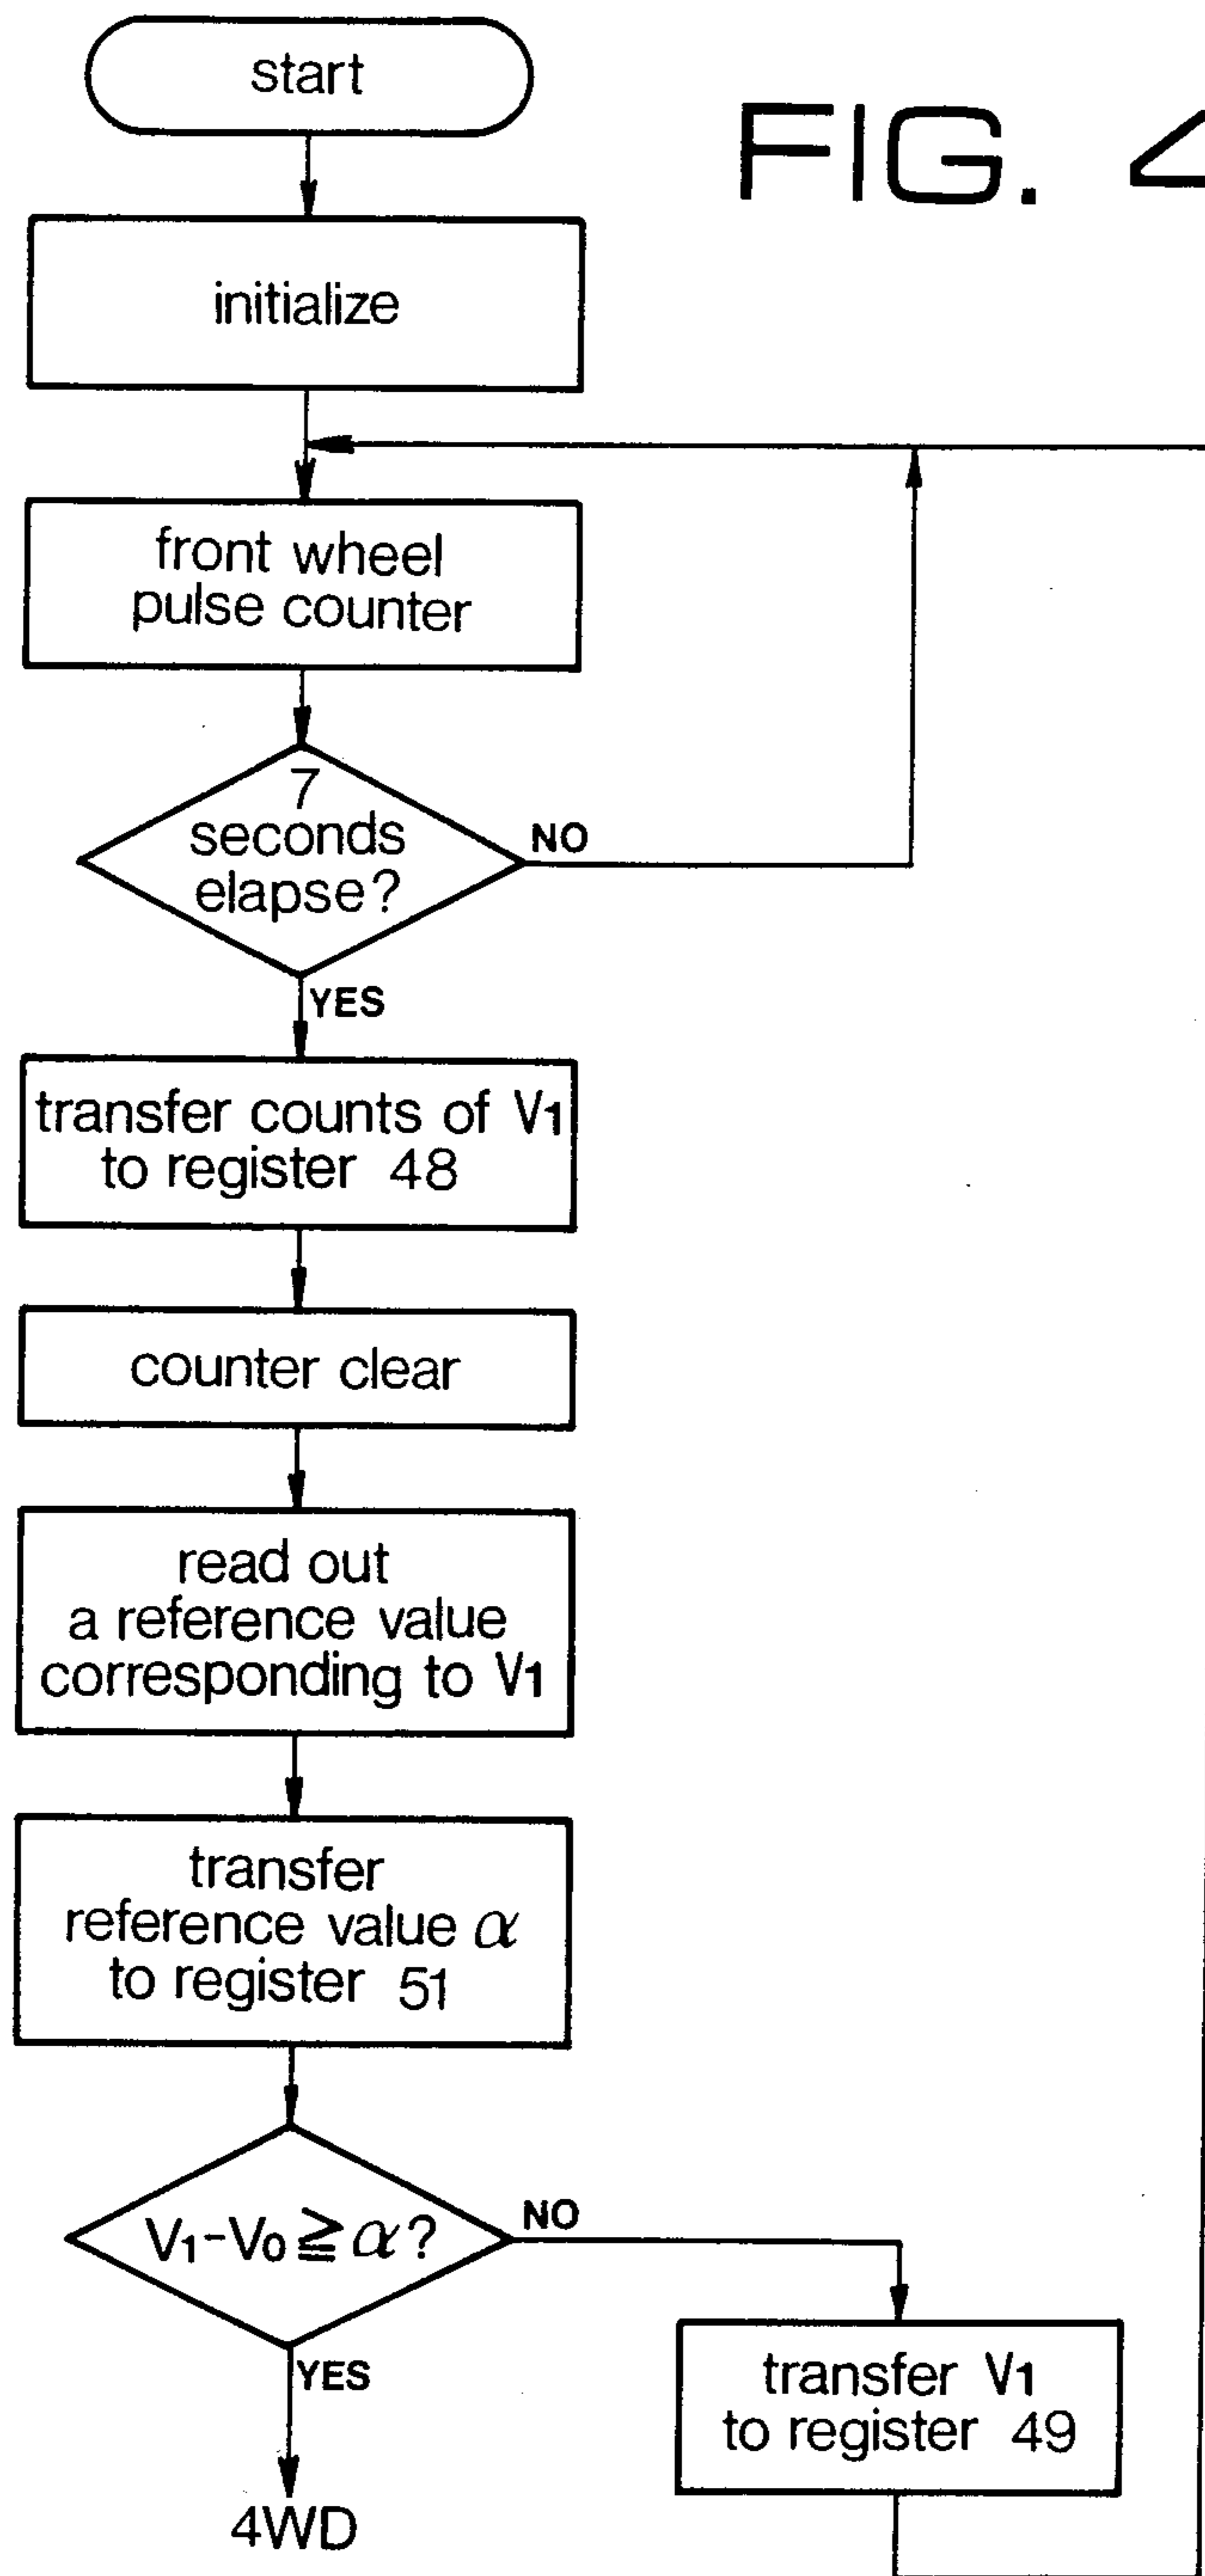 start
FIG. 4
initialize
front wheel
pulse counter
7
seconds
elapse?
NO
YES
transfer counts of V1
to register 48
counter clear
read out
a reference value
corresponding to V1
transfer
reference value α
to register 51
V1-V0≧α?
NO
YES
transfer V1
to register 49
4WD